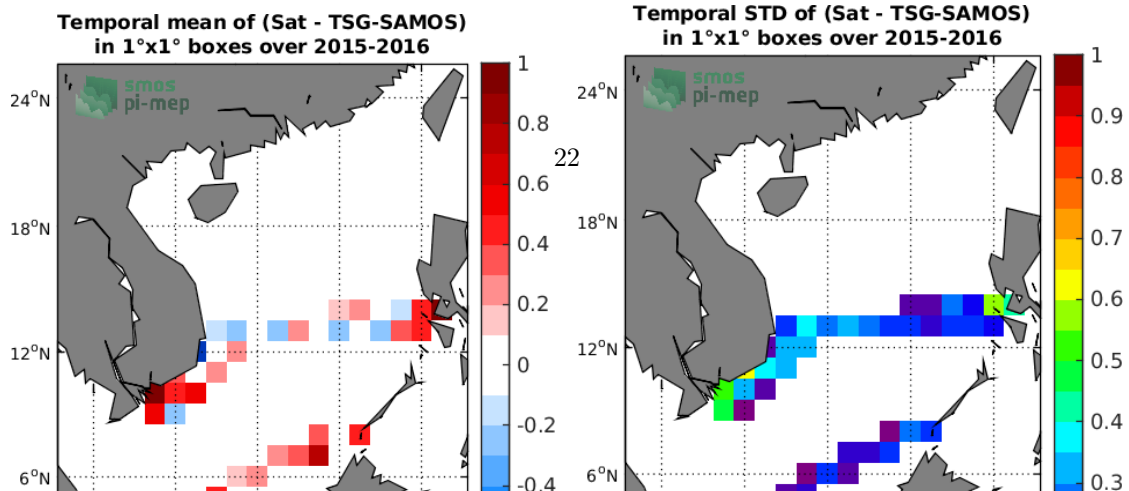 Temporal mean of (Sat - TSG-SAMOS)
in 1°x1° boxes over 2015-2016
smos
pi-mep
24°N
18°N
12°N
6°N
1
0.8
0.6
0.4
0.2
0
-0.2
-0.4
22
Temporal STD of (Sat - TSG-SAMOS)
in 1°x1° boxes over 2015-2016
smos
pi-mep
24°N
18°N
12°N
6°N
1
0.9
0.8
0.7
0.6
0.5
0.4
0.3